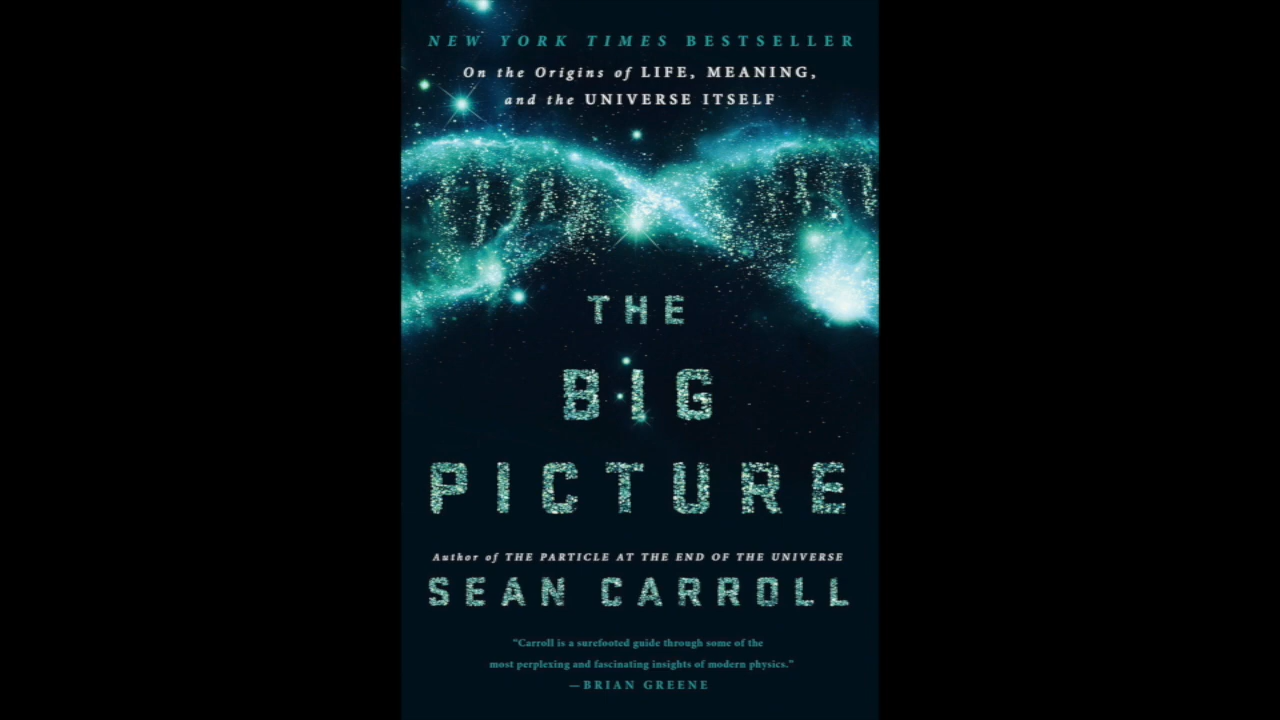 NEW YORK TIMES BESTSELLER
On the Origins of LIFE, MEANING,
and the UNIVERSE ITSELF
THE
BIG
PICTURE
Author of THE PARTICLE AT THE END OF THE UNIVERSE
SEAN CARROLL
“Carroll is a surefooted guide through some of the
most perplexing and fascinating insights of modern physics.”
—BRIAN GREENE